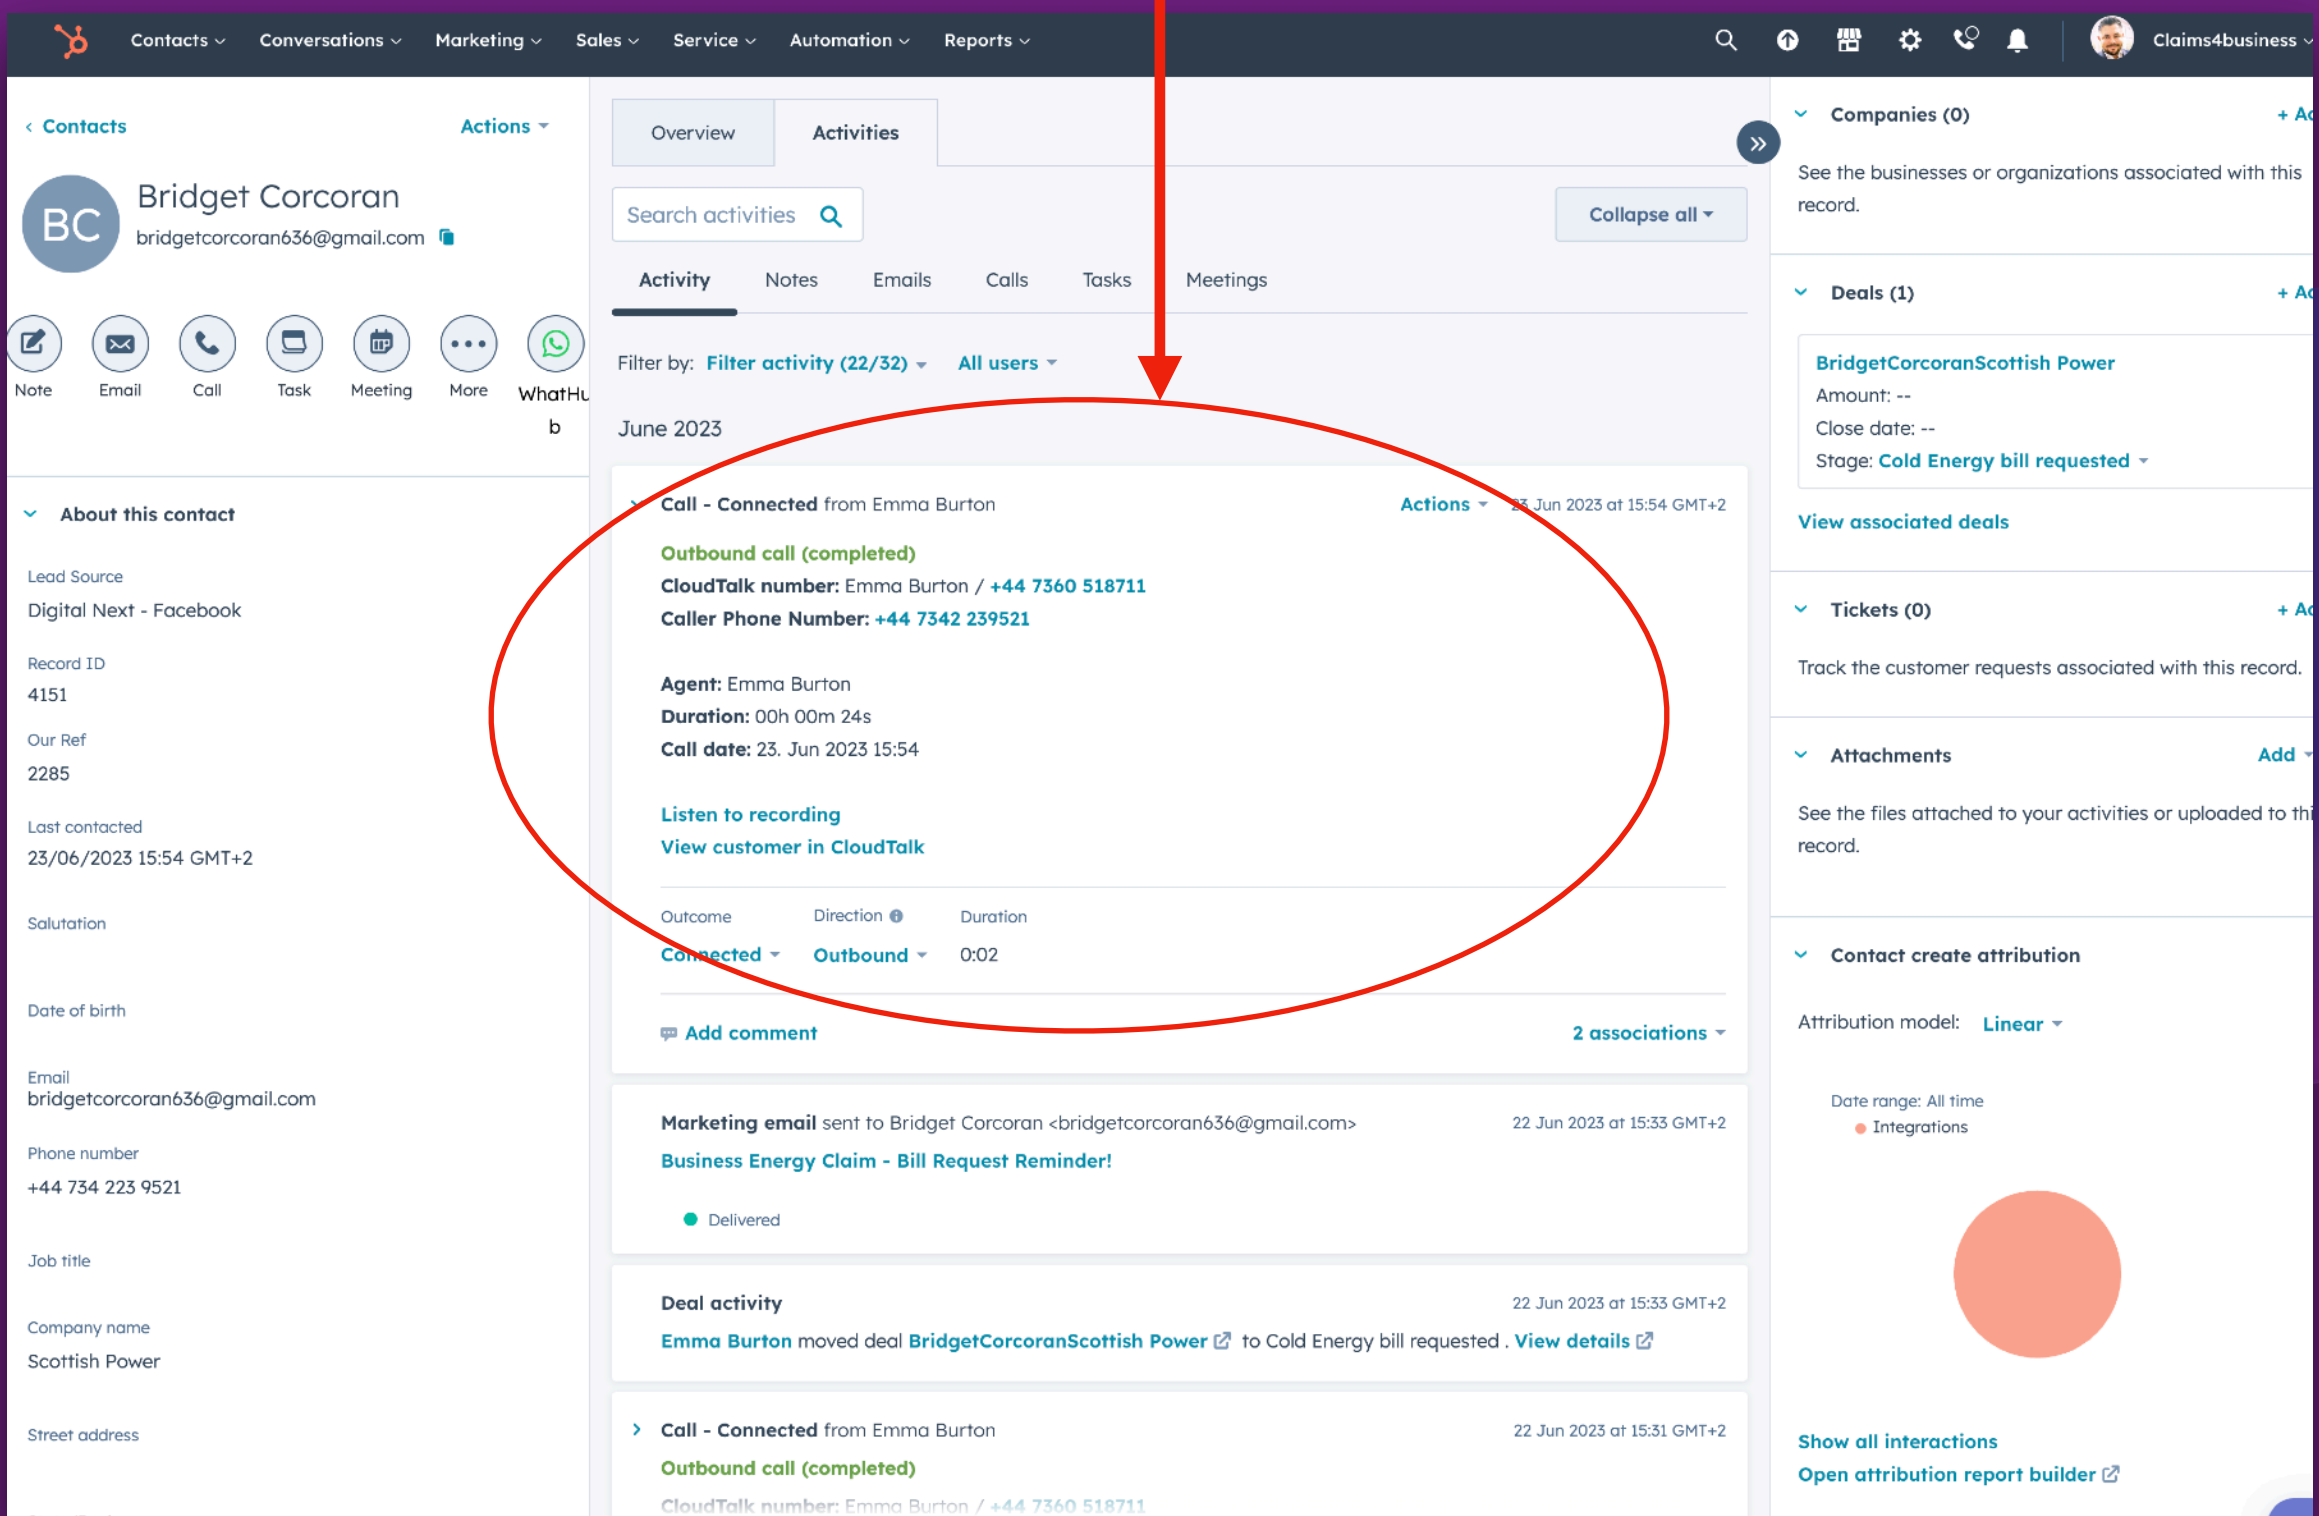 Contacts
Conversations
Marketing
Sales
Service
Automation
Reports
Claims4business
Contacts
Actions
BC
Bridget Corcoran
bridgetcorcoran636@gmail.com
Note
Email
Call
Task
Meeting
More
WhatHu
b
About this contact
Lead Source
Digital Next - Facebook
Record ID
4151
Our Ref
2285
Last contacted
23/06/2023 15:54 GMT+2
Salutation
Date of birth
Email
bridgetcorcoran636@gmail.com
Phone number
+44 734 223 9521
Job title
Company name
Scottish Power
Street address
Overview
Activities
Search activities
Collapse all
Activity
Notes
Emails
Calls
Tasks
Meetings
Filter by: Filter activity (22/32)
All users
June 2023
Call - Connected from Emma Burton
Actions
23 Jun 2023 at 15:54 GMT+2
Outbound call (completed)
CloudTalk number: Emma Burton / +44 7360 518711
Caller Phone Number: +44 7342 239521
Agent: Emma Burton
Duration: 00h 00m 24s
Call date: 23. Jun 2023 15:54
Listen to recording
View customer in CloudTalk
Outcome
Direction
Duration
Connected
Outbound
0:02
Add comment
2 associations
Marketing email sent to Bridget Corcoran <bridgetcorcoran636@gmail.com>
22 Jun 2023 at 15:33 GMT+2
Business Energy Claim - Bill Request Reminder!
Delivered
Deal activity
22 Jun 2023 at 15:33 GMT+2
Emma Burton moved deal BridgetCorcoranScottish Power to Cold Energy bill requested . View details
Call - Connected from Emma Burton
22 Jun 2023 at 15:31 GMT+2
Outbound call (completed)
CloudTalk number: Emma Burton / +44 7360 518711
Companies (0)
+ Ad
See the businesses or organizations associated with this
record.
Deals (1)
+ Ad
BridgetCorcoranScottish Power
Amount: --
Close date: --
Stage: Cold Energy bill requested
View associated deals
Tickets (0)
+ Ad
Track the customer requests associated with this record.
Attachments
Add
See the files attached to your activities or uploaded to thi
record.
Contact create attribution
Attribution model: Linear
Date range: All time
Integrations
Show all interactions
Open attribution report builder